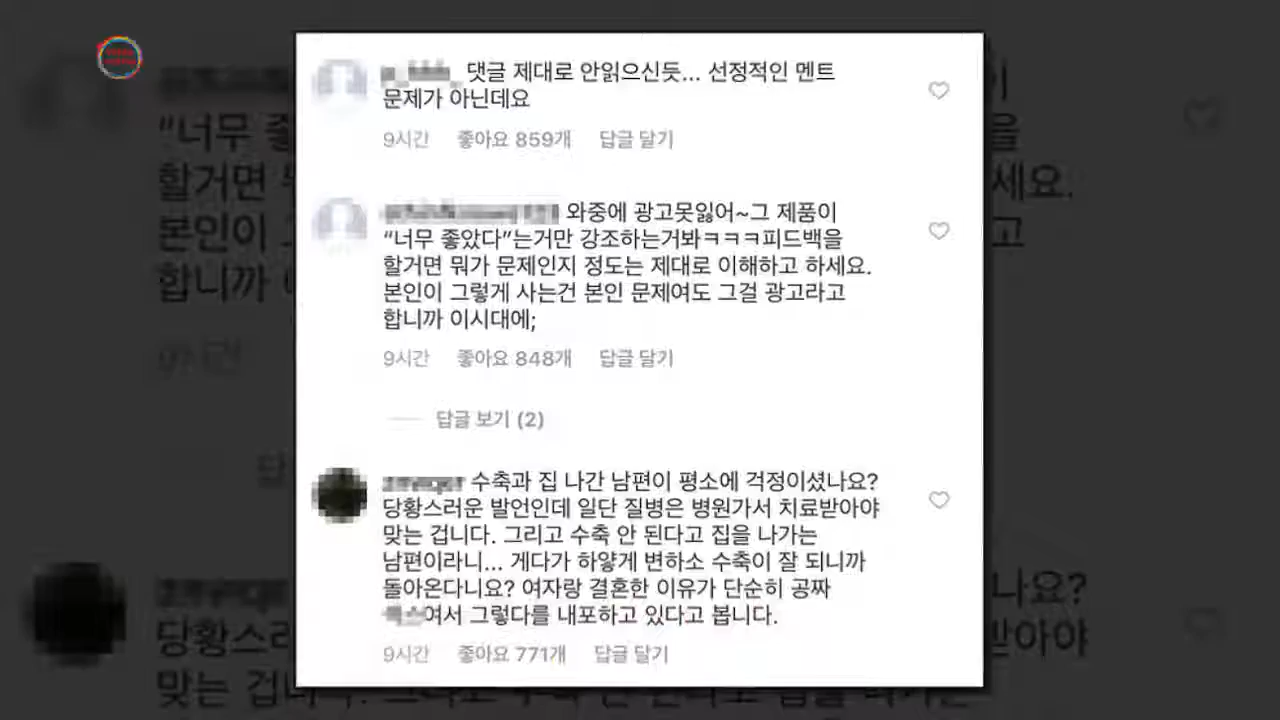 댓글 제대로 안읽으신듯... 선정적인 멘트
문제가 아닌데요
9시간 좋아요 859개 답글 달기
와중에 광고못잃어~그 제품이
“너무 좋았다”는거만 강조하는거봐ㅋㅋㅋ피드백을
할거면 뭐가 문제인지 정도는 제대로 이해하고 하세요.
본인이 그렇게 사는건 본인 문제여도 그걸 광고라고
합니까 이시대에;
9시간 좋아요 848개 답글 달기
답글 보기 (2)
수축과 집 나간 남편이 평소에 걱정이셨나요?
당황스러운 발언인데 일단 질병은 병원가서 치료받아야
맞는 겁니다. 그리고 수축 안 된다고 집을 나가는
남편이라니... 게다가 하얗게 변하소 수축이 잘 되니까
돌아온다니요? 여자랑 결혼한 이유가 단순히 공짜
여서 그렇다를 내포하고 있다고 봅니다.
9시간 좋아요 771개 답글 달기